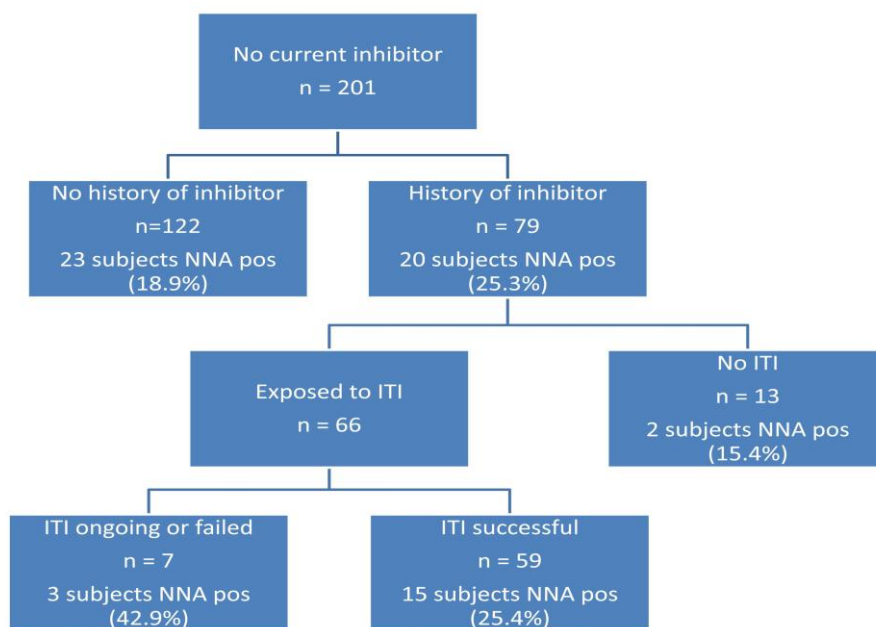 No current inhibitor
n = 201
No history of inhibitor
n=122
23 subjects NNA pos
(18.9%)
History of inhibitor
n = 79
20 subjects NNA pos
(25.3%)
Exposed to ITI
n = 66
No ITI
n = 13
2 subjects NNA pos
(15.4%)
ITI ongoing or failed
n = 7
3 subjects NNA pos
(42.9%)
ITI successful
n = 59
15 subjects NNA pos
(25.4%)